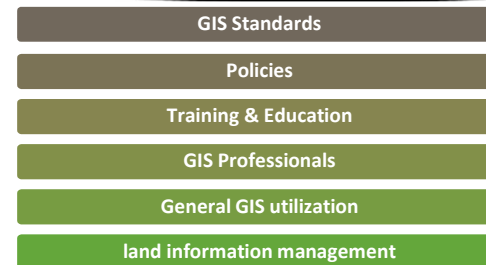 GIS Standards
Policies
Training & Education
GIS Professionals
General GIS utilization
land information management